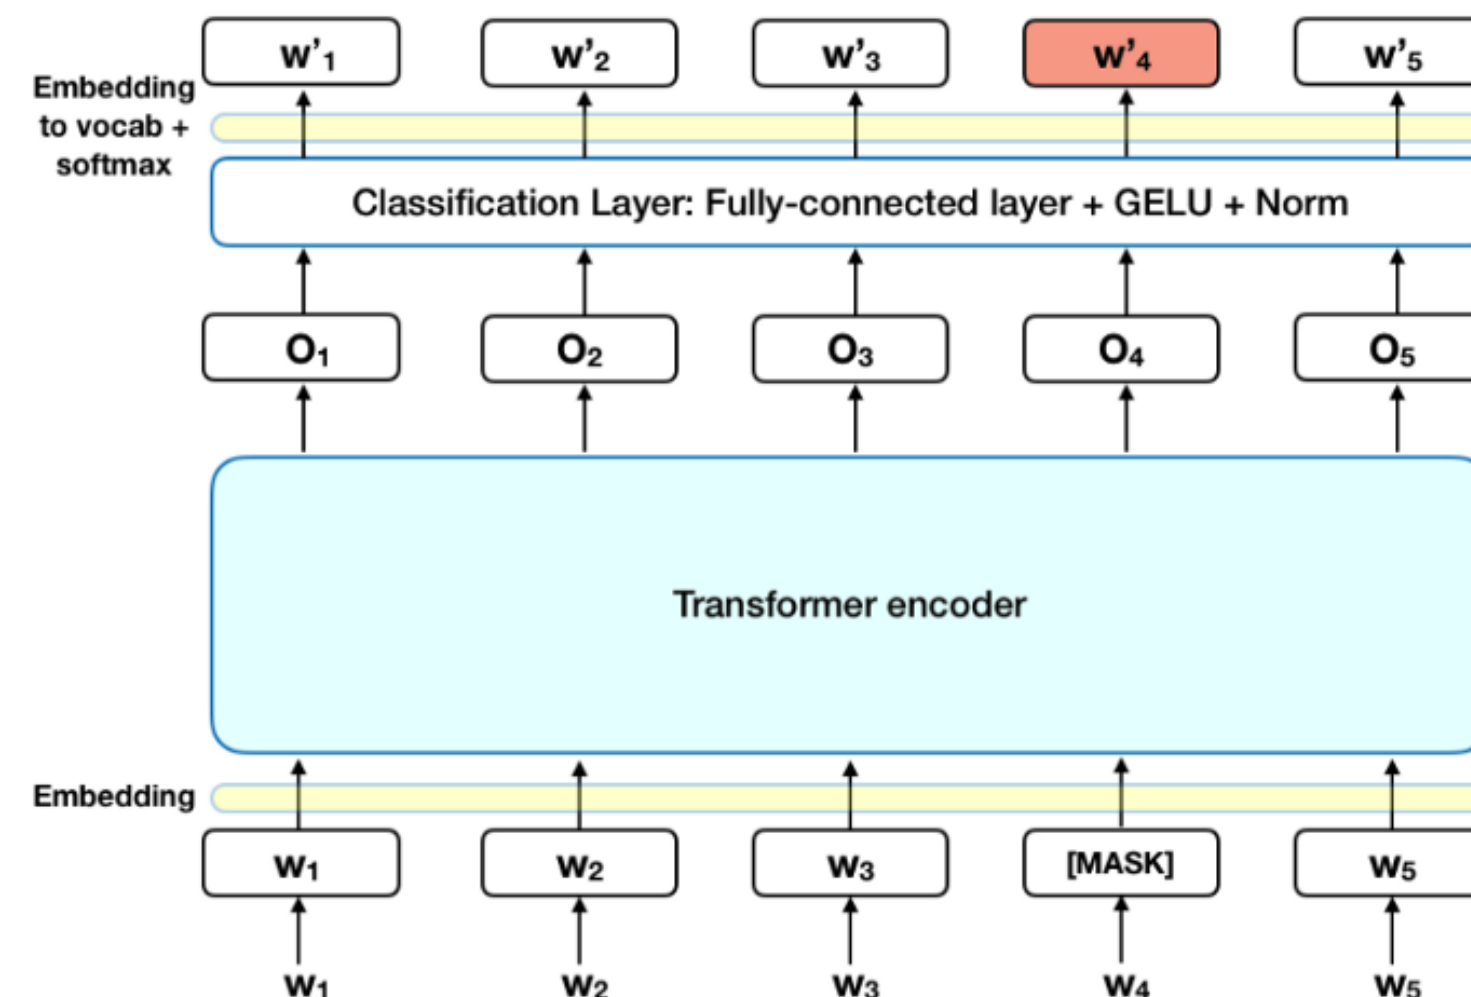 w’₁ w’₂ w’₃ w’₄ w’₅
Embedding
to vocab +
softmax
Classification Layer: Fully-connected layer + GELU + Norm
O₁ O₂ O₃ O₄ O₅
Transformer encoder
Embedding
W₁ W₂ W₃ [MASK] W₅
W₁ W₂ W₃ W₄ W₅